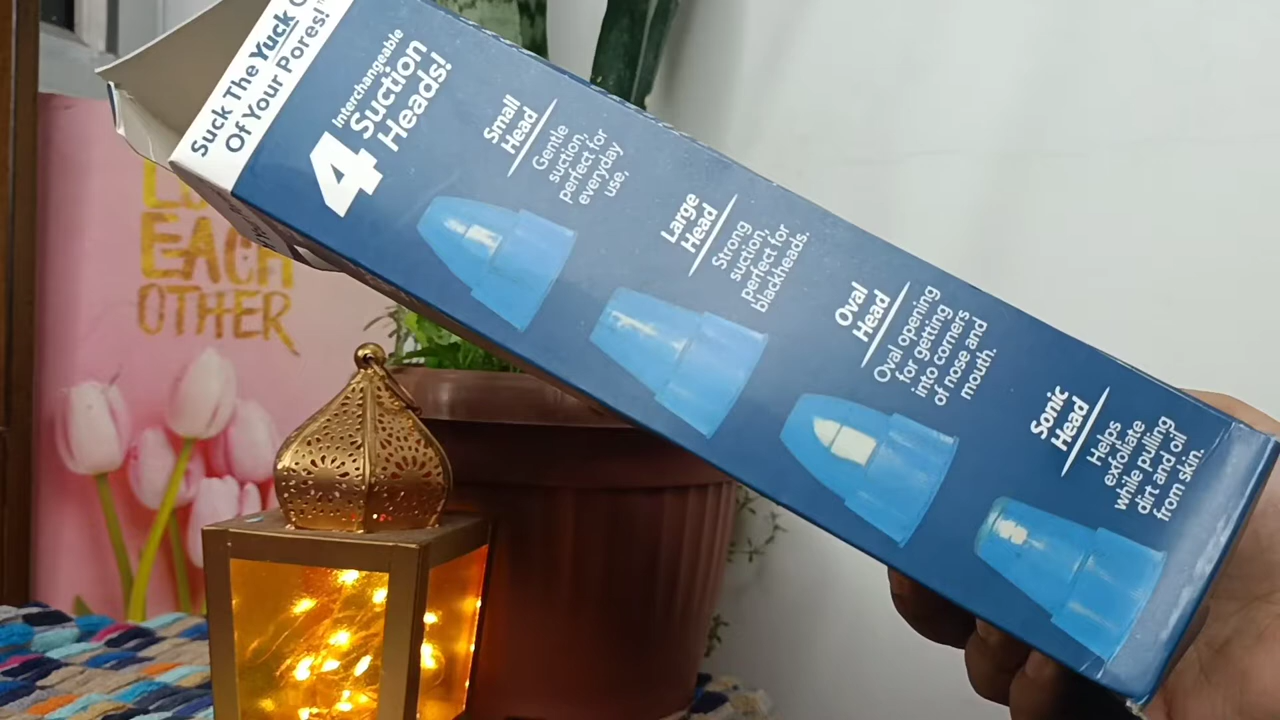 Suck The Yuck
Of Your Pores!
4
Interchangeable
Suction
Heads!
Small
Head
Gentle
suction,
perfect for
everyday
use,
Large
Head
Strong
suction,
perfect for
blackheads.
Oval
Head
Oval opening
for getting
into corners
of nose and
mouth.
Sonic
Head
Helps
exfoliate
while pulling
dirt and oil
from skin.
EACH
OTHER